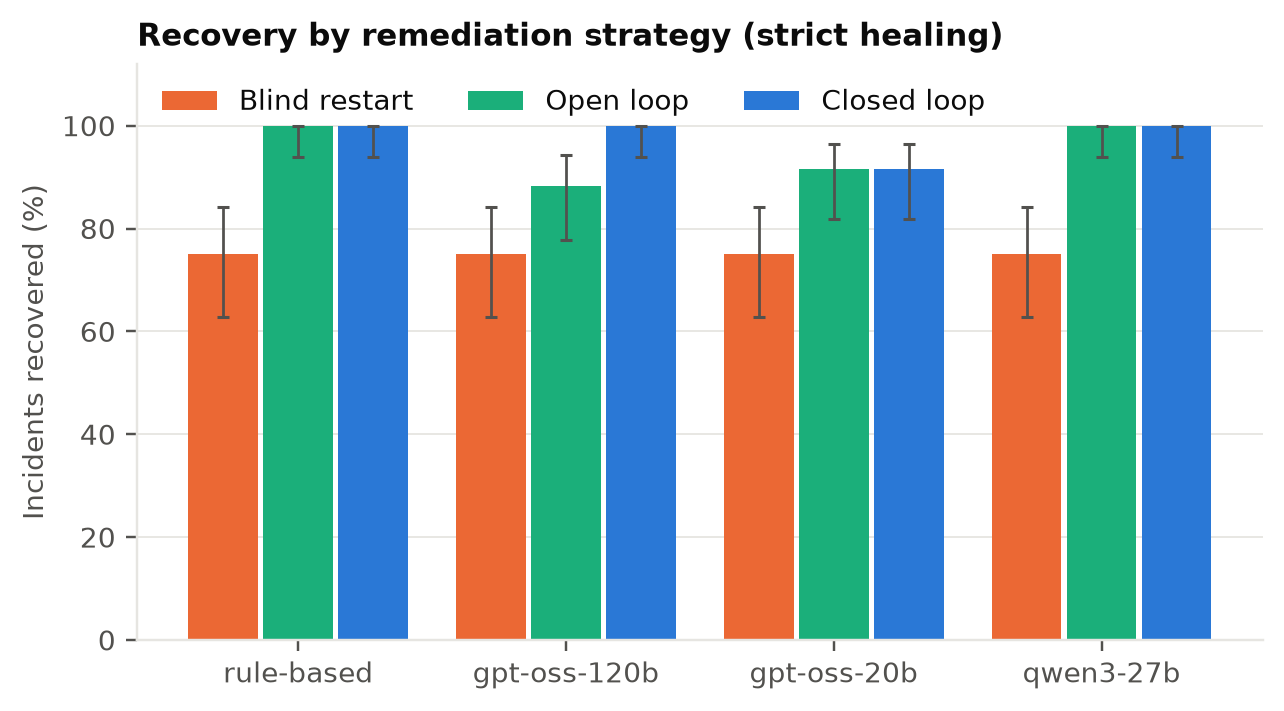 Recovery by remediation strategy (strict healing)
Blind restart Open loop Closed loop
Incidents recovered (%)
100
80
60
40
20
0
rule-based gpt-oss-120b gpt-oss-20b qwen3-27b